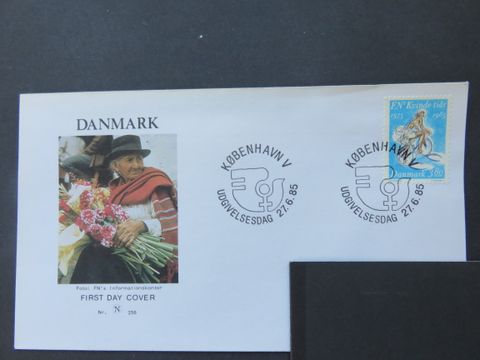 DANMARK
Foto: FN's Informationskontor
FIRST DAY COVER
Nr. N 256
KØBENHAVN V
UDGIVELSESDAG 27.6.85
KØBENHAVN V
UDGIVELSESDAG 27.6.85
FN's Kvinde tiår
1975 1985
Danmark 3.80